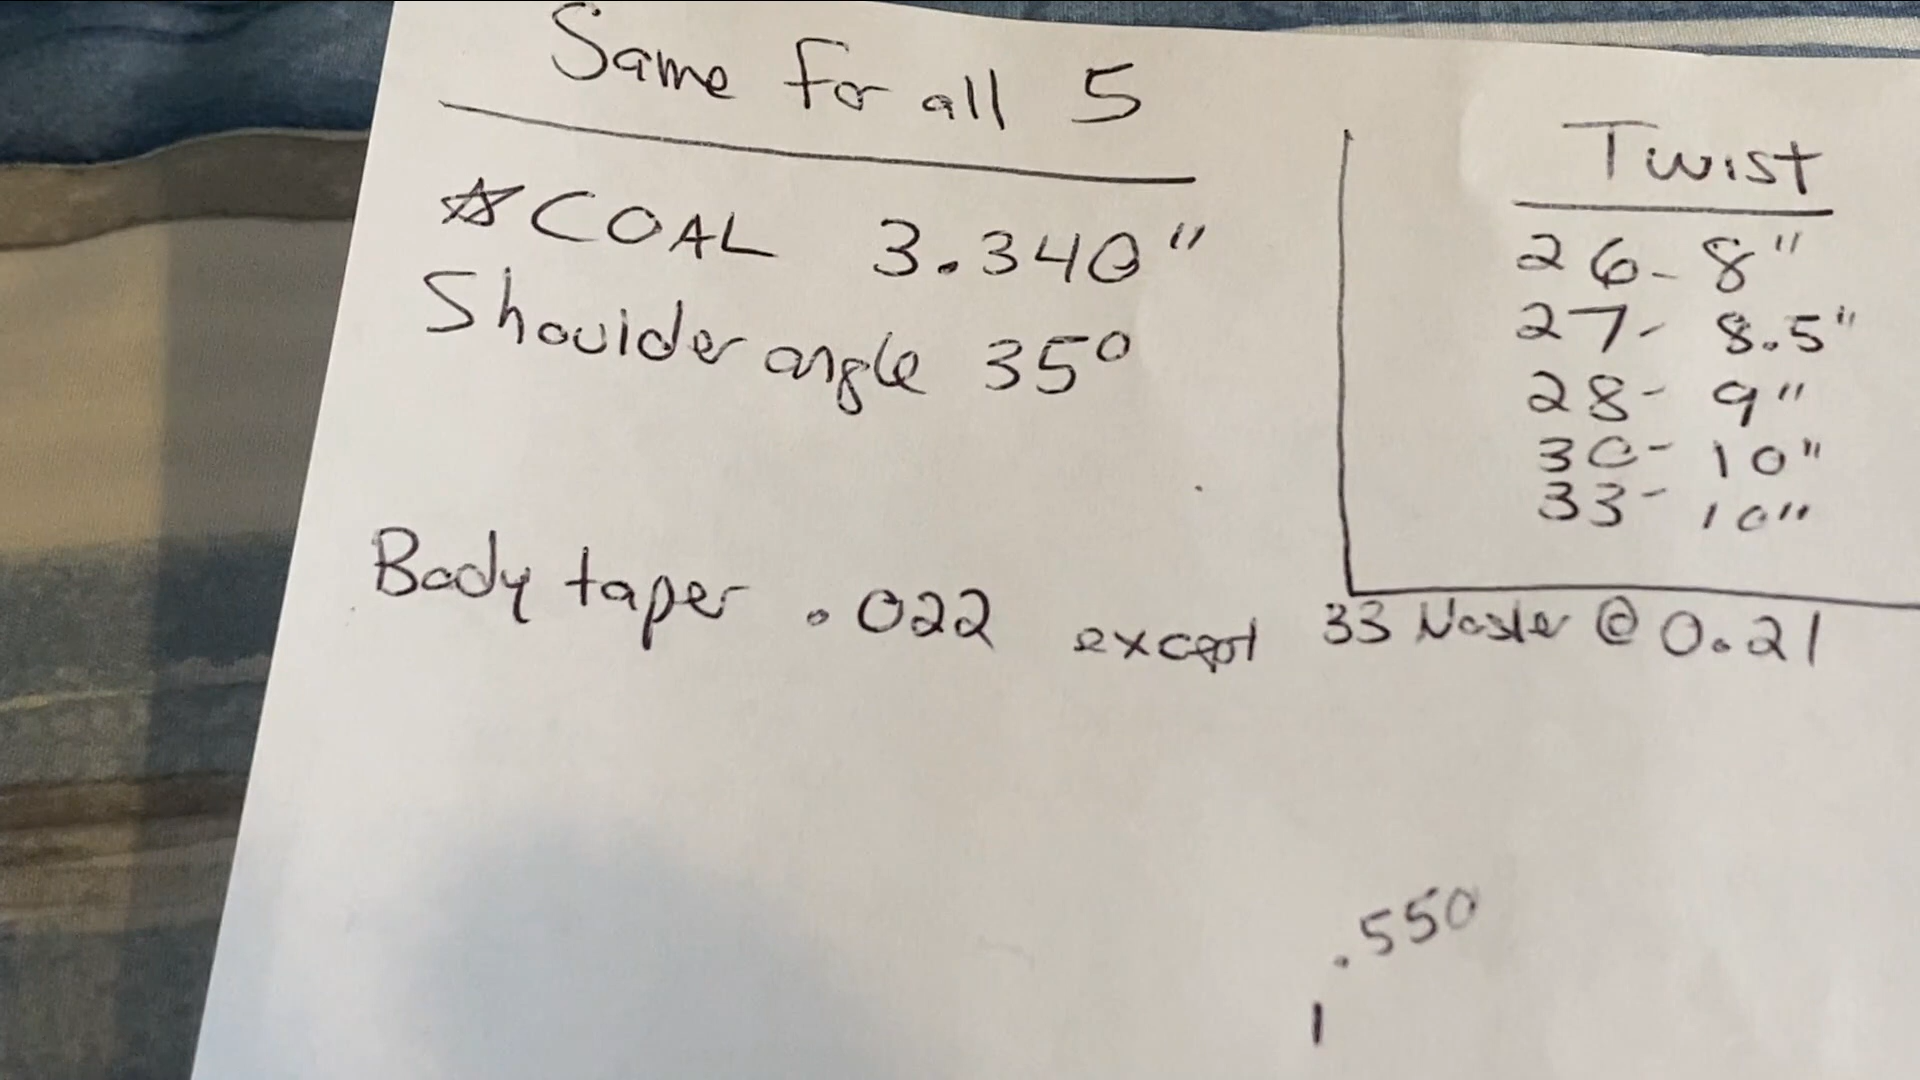 Same for all 5
☆COAL 3.340"
Shoulder angle 35°
Twist
26- 8"
27- 8.5"
28- 9"
30- 10"
33- 10"
Body taper .022 except 33 Nosler @ 0.21
.550